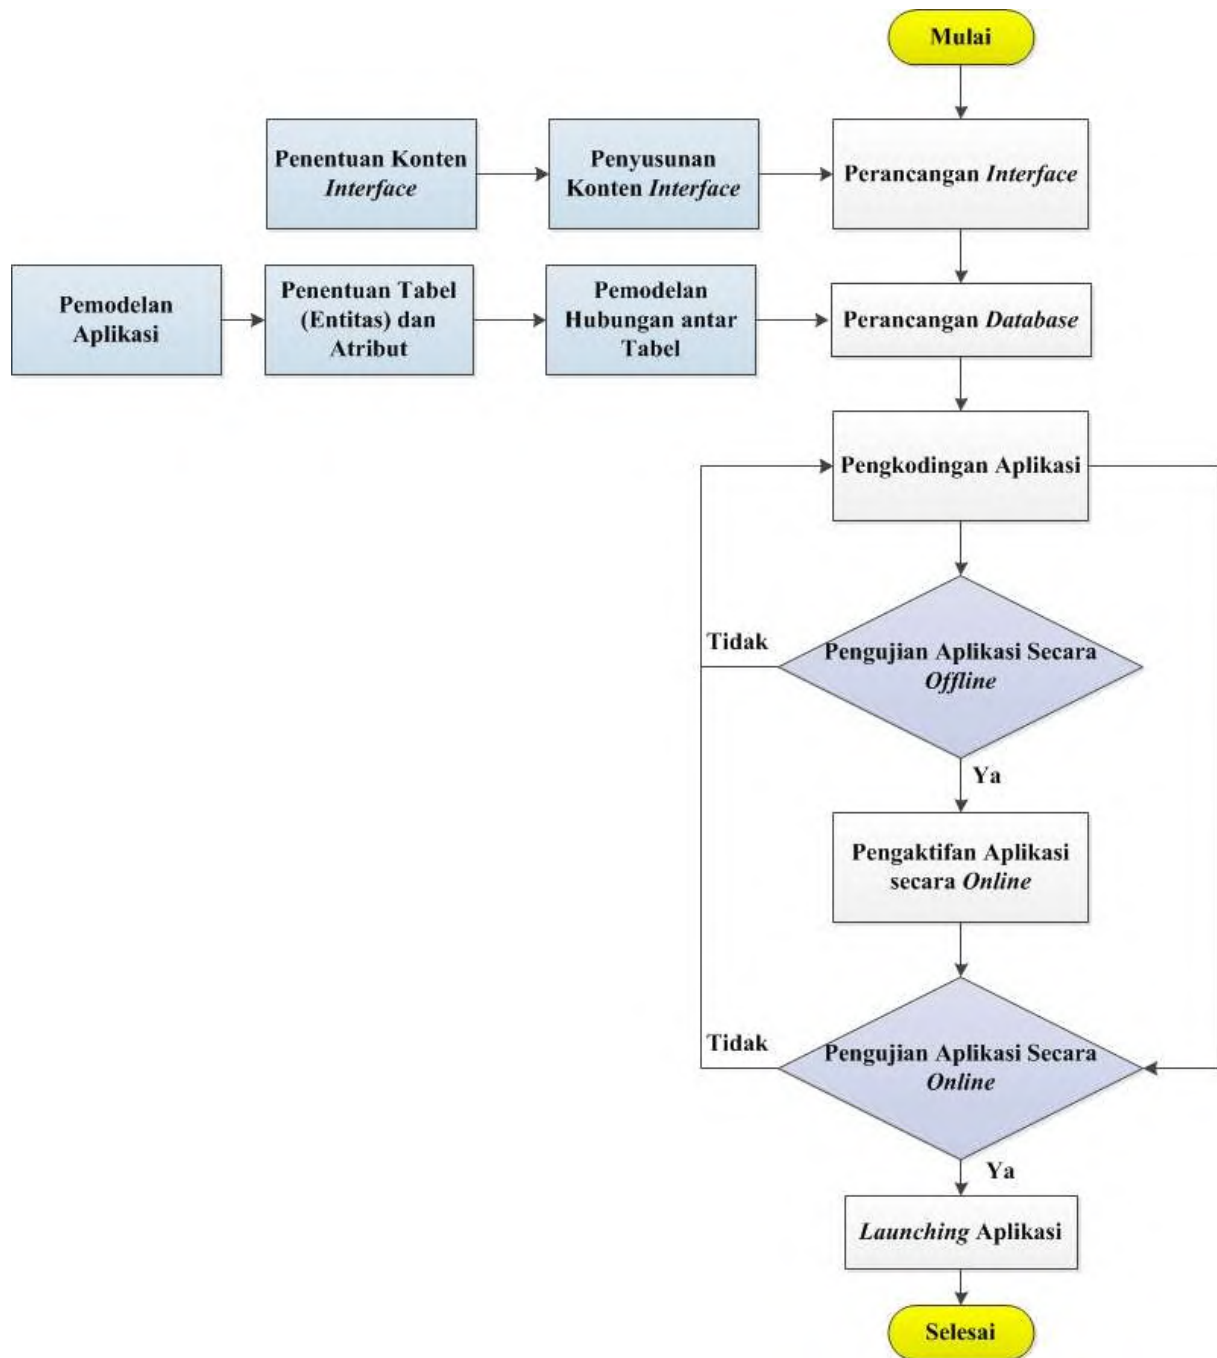 Mulai
Penentuan Konten
Interface
Penyusunan
Konten Interface
Perancangan Interface
Pemodelan
Aplikasi
Penentuan Tabel
(Entitas) dan
Atribut
Pemodelan
Hubungan antar
Tabel
Perancangan Database
Pengkodingan Aplikasi
Tidak
Pengujian Aplikasi Secara
Offline
Ya
Pengaktifan Aplikasi
secara Online
Tidak
Pengujian Aplikasi Secara
Online
Ya
Launching Aplikasi
Selesai